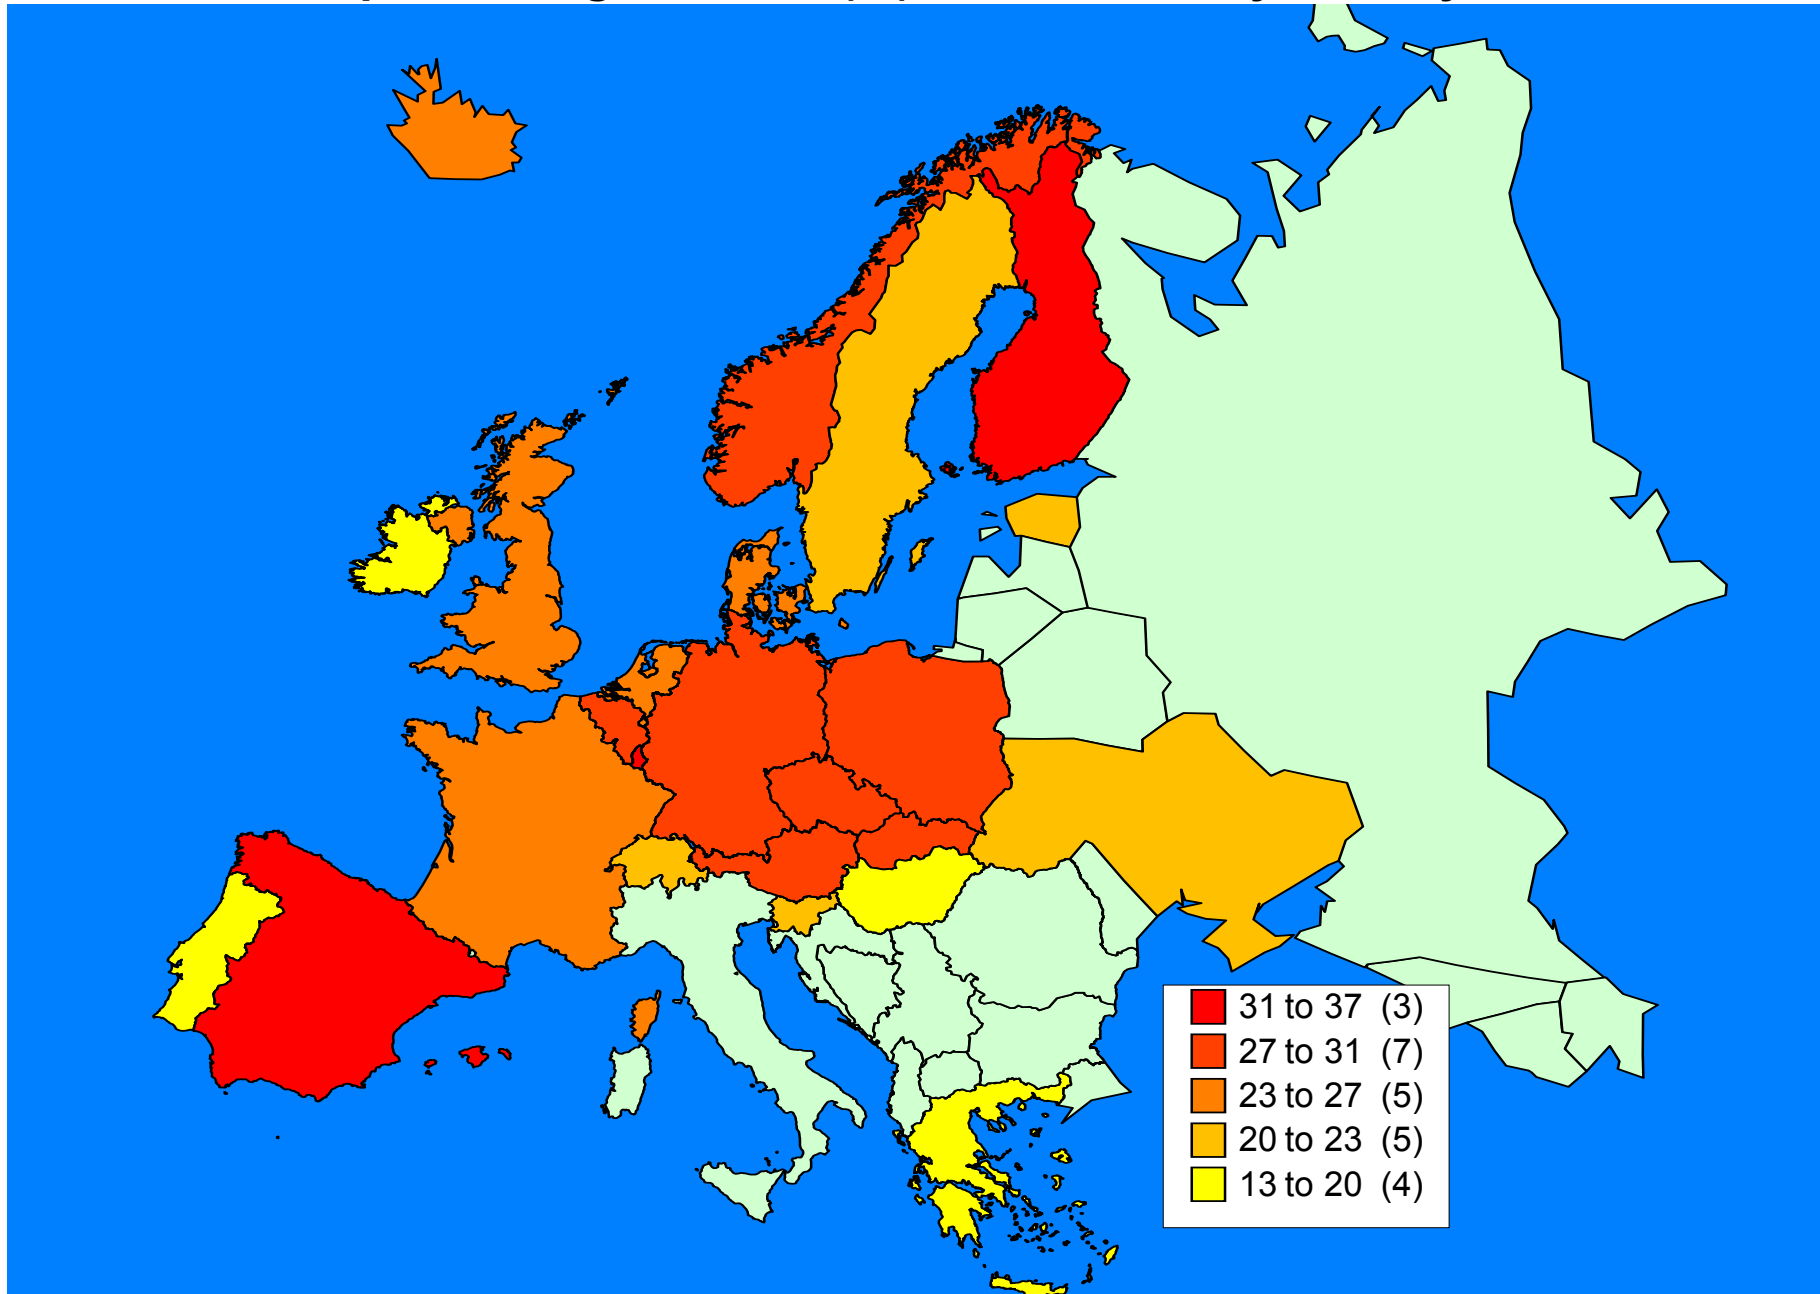 31 to 37 (3)
27 to 31 (7)
23 to 27 (5)
20 to 23 (5)
13 to 20 (4)